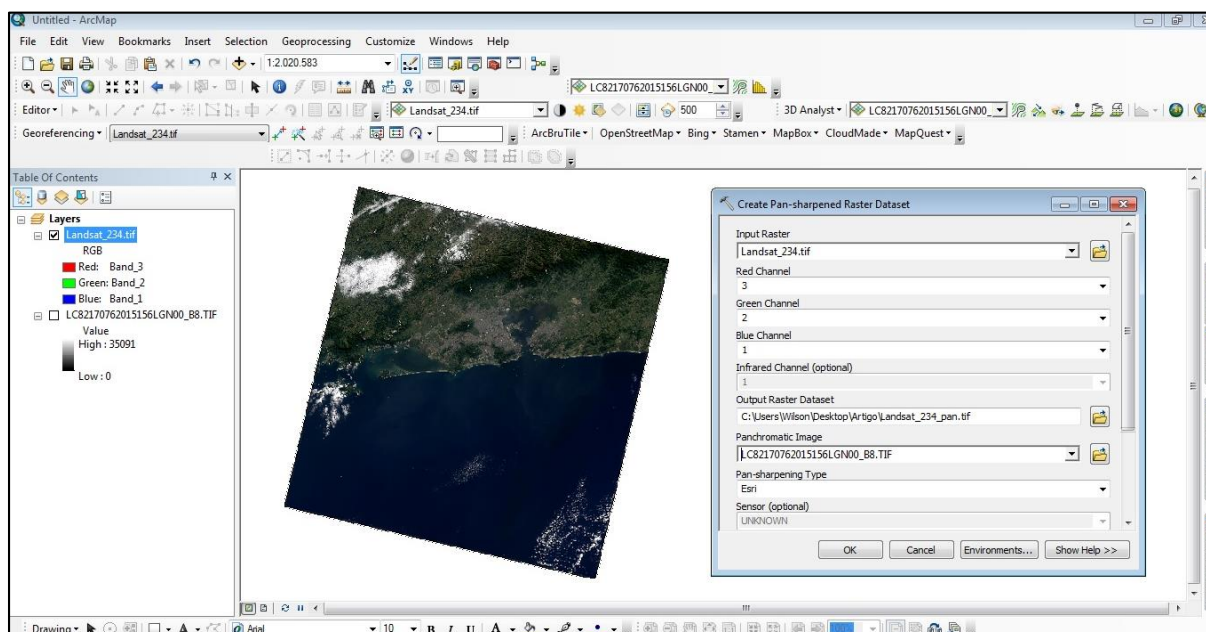 Untitled - ArcMap
File Edit View Bookmarks Insert Selection Geoprocessing Customize Windows Help
1:2.020.583
LC82170762015156LGN00_
Editor Landsat_234.tif 500 3D Analyst LC82170762015156LGN00_
Georeferencing Landsat_234.tif ArcBruTile OpenStreetMap Bing Stamen MapBox CloudMade MapQuest
Table Of Contents
Layers
Landsat_234.tif
RGB
Red: Band_3
Green: Band_2
Blue: Band_1
LC82170762015156LGN00_B8.TIF
Value
High : 35091
Low : 0
Create Pan-sharpened Raster Dataset
Input Raster
Landsat_234.tif
Red Channel
3
Green Channel
2
Blue Channel
1
Infrared Channel (optional)
1
Output Raster Dataset
C:\Users\Wilson\Desktop\Artigo\Landsat_234_pan.tif
Panchromatic Image
LC82170762015156LGN00_B8.TIF
Pan-sharpening Type
Esri
Sensor (optional)
UNKNOWN
OK Cancel Environments... Show Help >>
Drawing A Arial 10 B I U A 100%